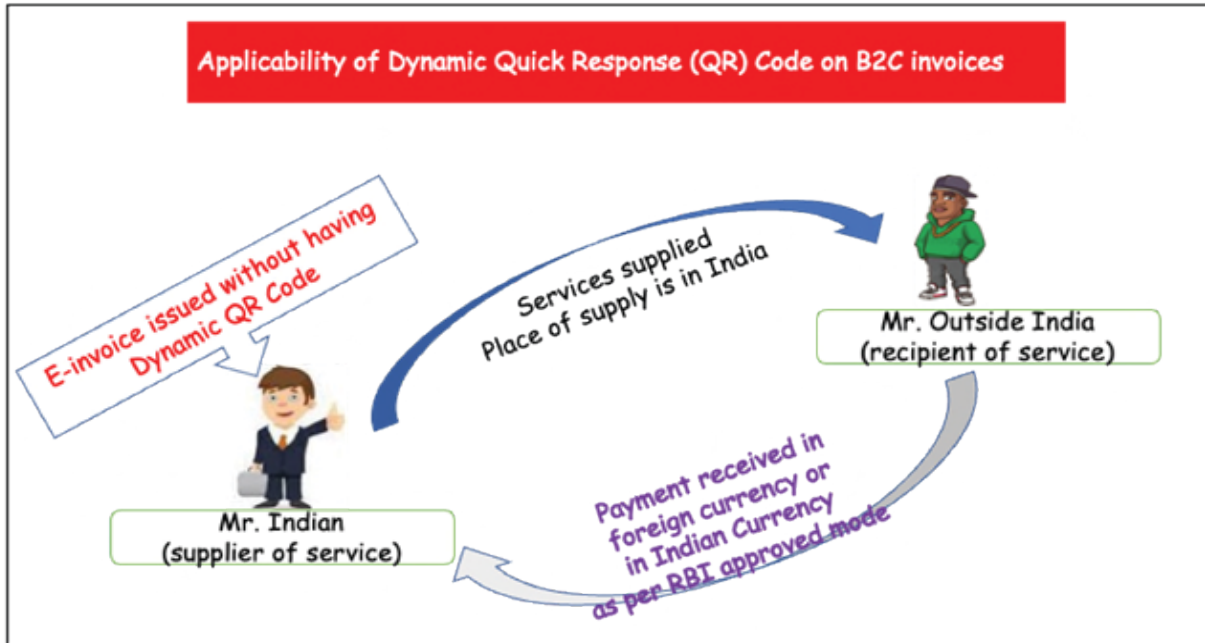 Applicability of Dynamic Quick Response (QR) Code on B2C invoices
E-invoice issued without having
Dynamic QR Code
Services supplied
Place of supply is in India
Mr. Outside India
(recipient of service)
Mr. Indian
(supplier of service)
Payment received in
foreign currency or
in Indian Currency
as per RBI approved mode